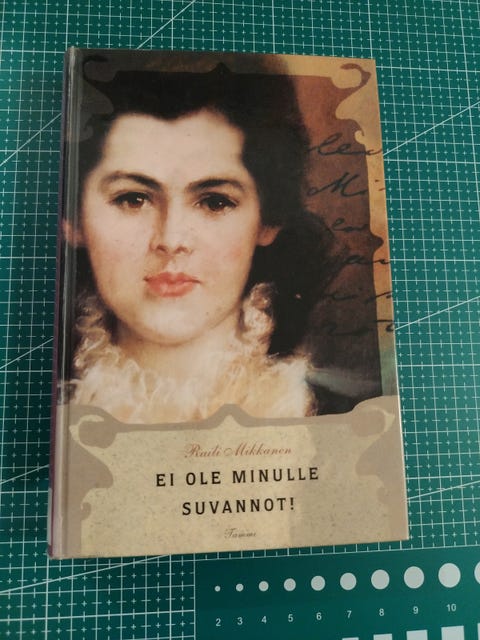 Raili Mikkanen
EI OLE MINULLE
SUVANNOT!
Tammi
2 3 4 5 6 7 8 9 10